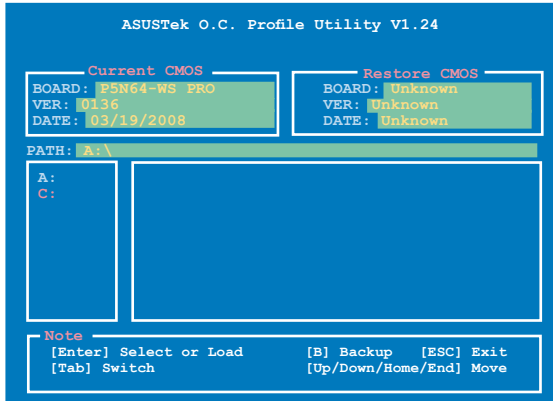 ASUSTek O.C. Profile Utility V1.24
Current CMOS
BOARD: P5N64-WS PRO
VER: 0136
DATE: 03/19/2008
Restore CMOS
BOARD: Unknown
VER: Unknown
DATE: Unknown
PATH: A:\
A:
C:
Note
[Enter] Select or Load [B] Backup [ESC] Exit
[Tab] Switch [Up/Down/Home/End] Move